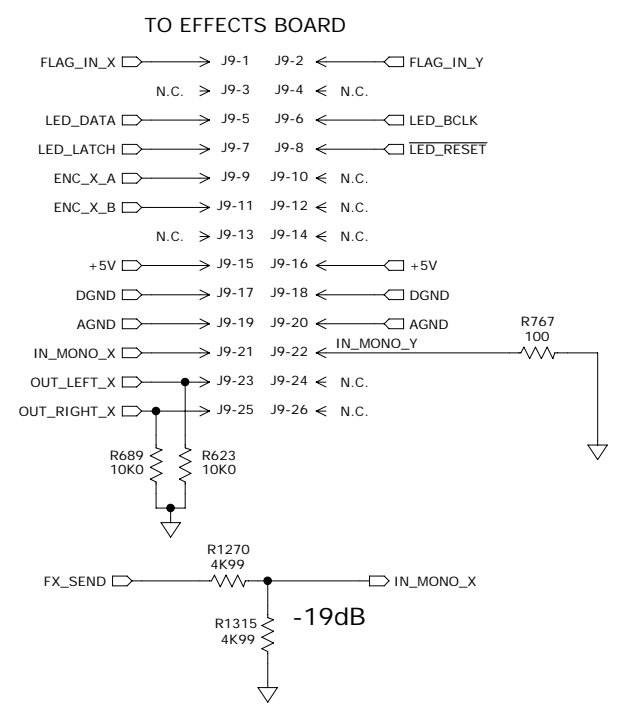 TO EFFECTS BOARD
FLAG_IN_X J9-1 J9-2 FLAG_IN_Y
N.C. J9-3 J9-4 N.C.
LED_DATA J9-5 J9-6 LED_BCLK
LED_LATCH J9-7 J9-8 LED_RESET
ENC_X_A J9-9 J9-10 N.C.
ENC_X_B J9-11 J9-12 N.C.
N.C. J9-13 J9-14 N.C.
+5V J9-15 J9-16 +5V
DGND J9-17 J9-18 DGND
AGND J9-19 J9-20 AGND
R767
100
IN_MONO_X J9-21 J9-22 IN_MONO_Y
OUT_LEFT_X J9-23 J9-24 N.C.
OUT_RIGHT_X J9-25 J9-26 N.C.
R689 R623
10K0 10K0
R1270
4K99
FX_SEND IN_MONO_X
R1315 -19dB
4K99